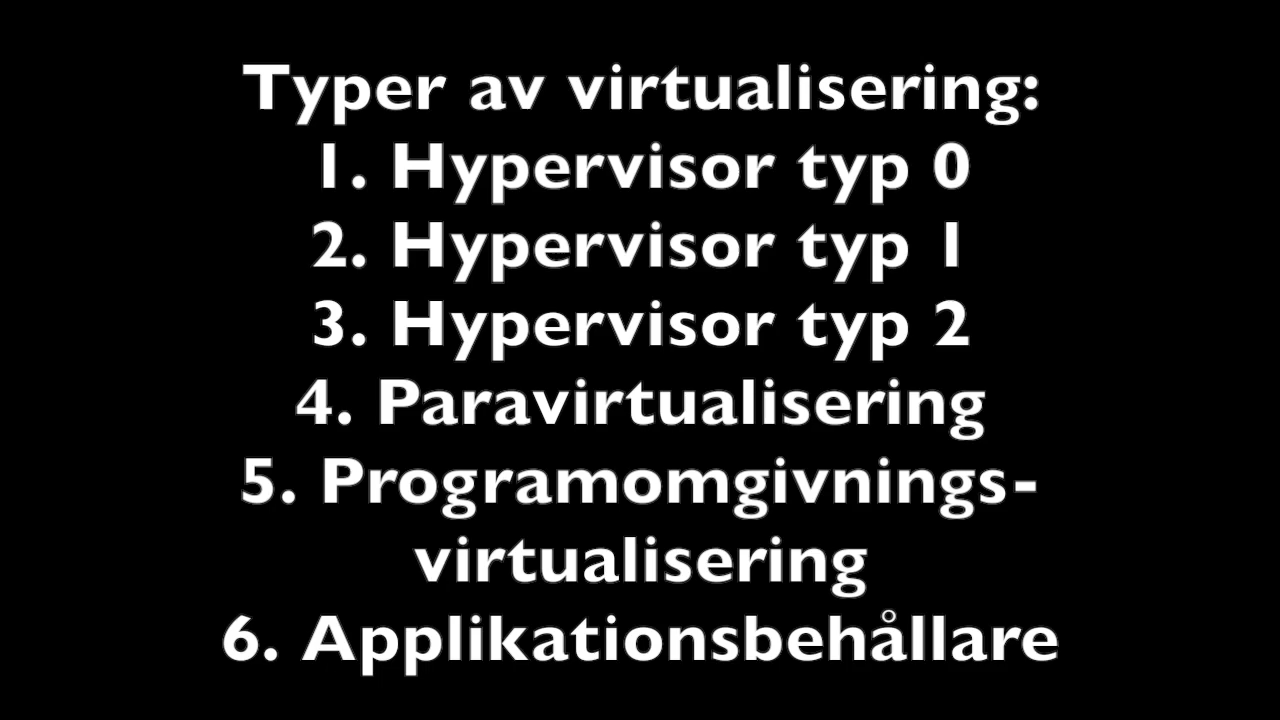 Typer av virtualisering:
1. Hypervisor typ 0
2. Hypervisor typ 1
3. Hypervisor typ 2
4. Paravirtualisering
5. Programomgivnings-
virtualisering
6. Applikationsbehållare